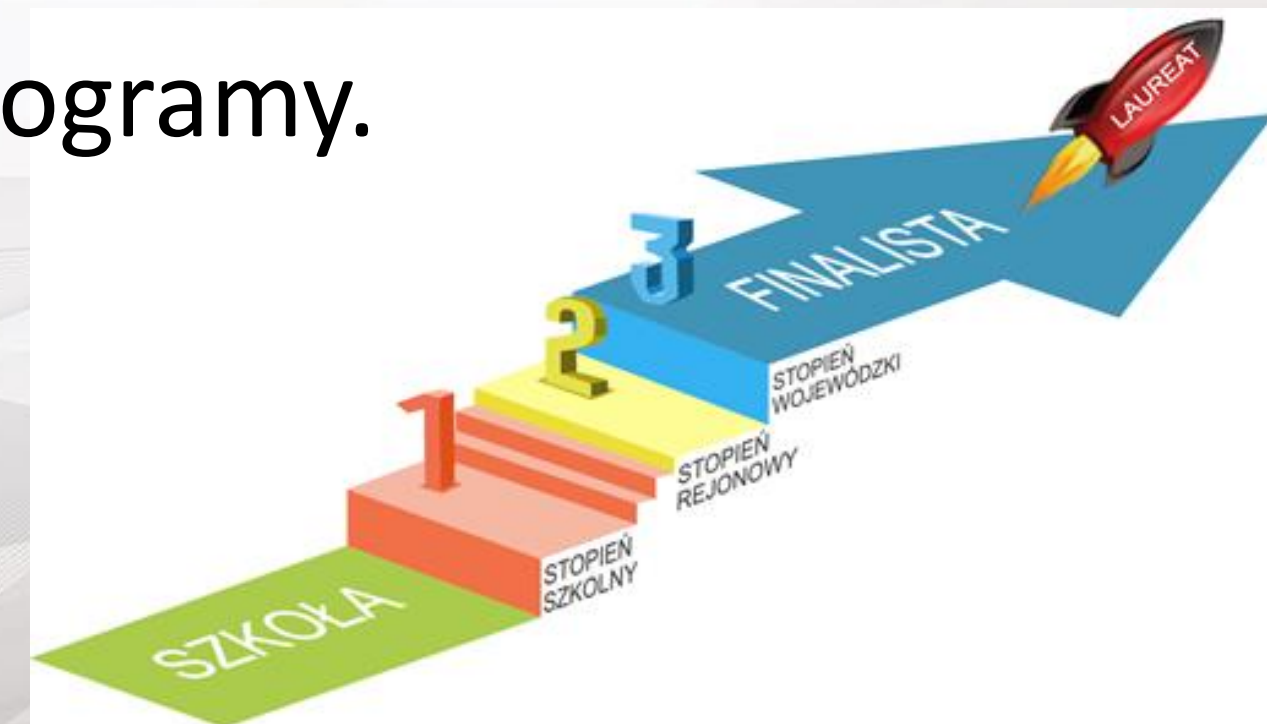 ogramy.
LAUREAT
3
FINALISTA
STOPIEŃ
WOJEWÓDZKI
2
STOPIEŃ
REJONOWY
1
STOPIEŃ
SZKOLNY
SZKOŁA